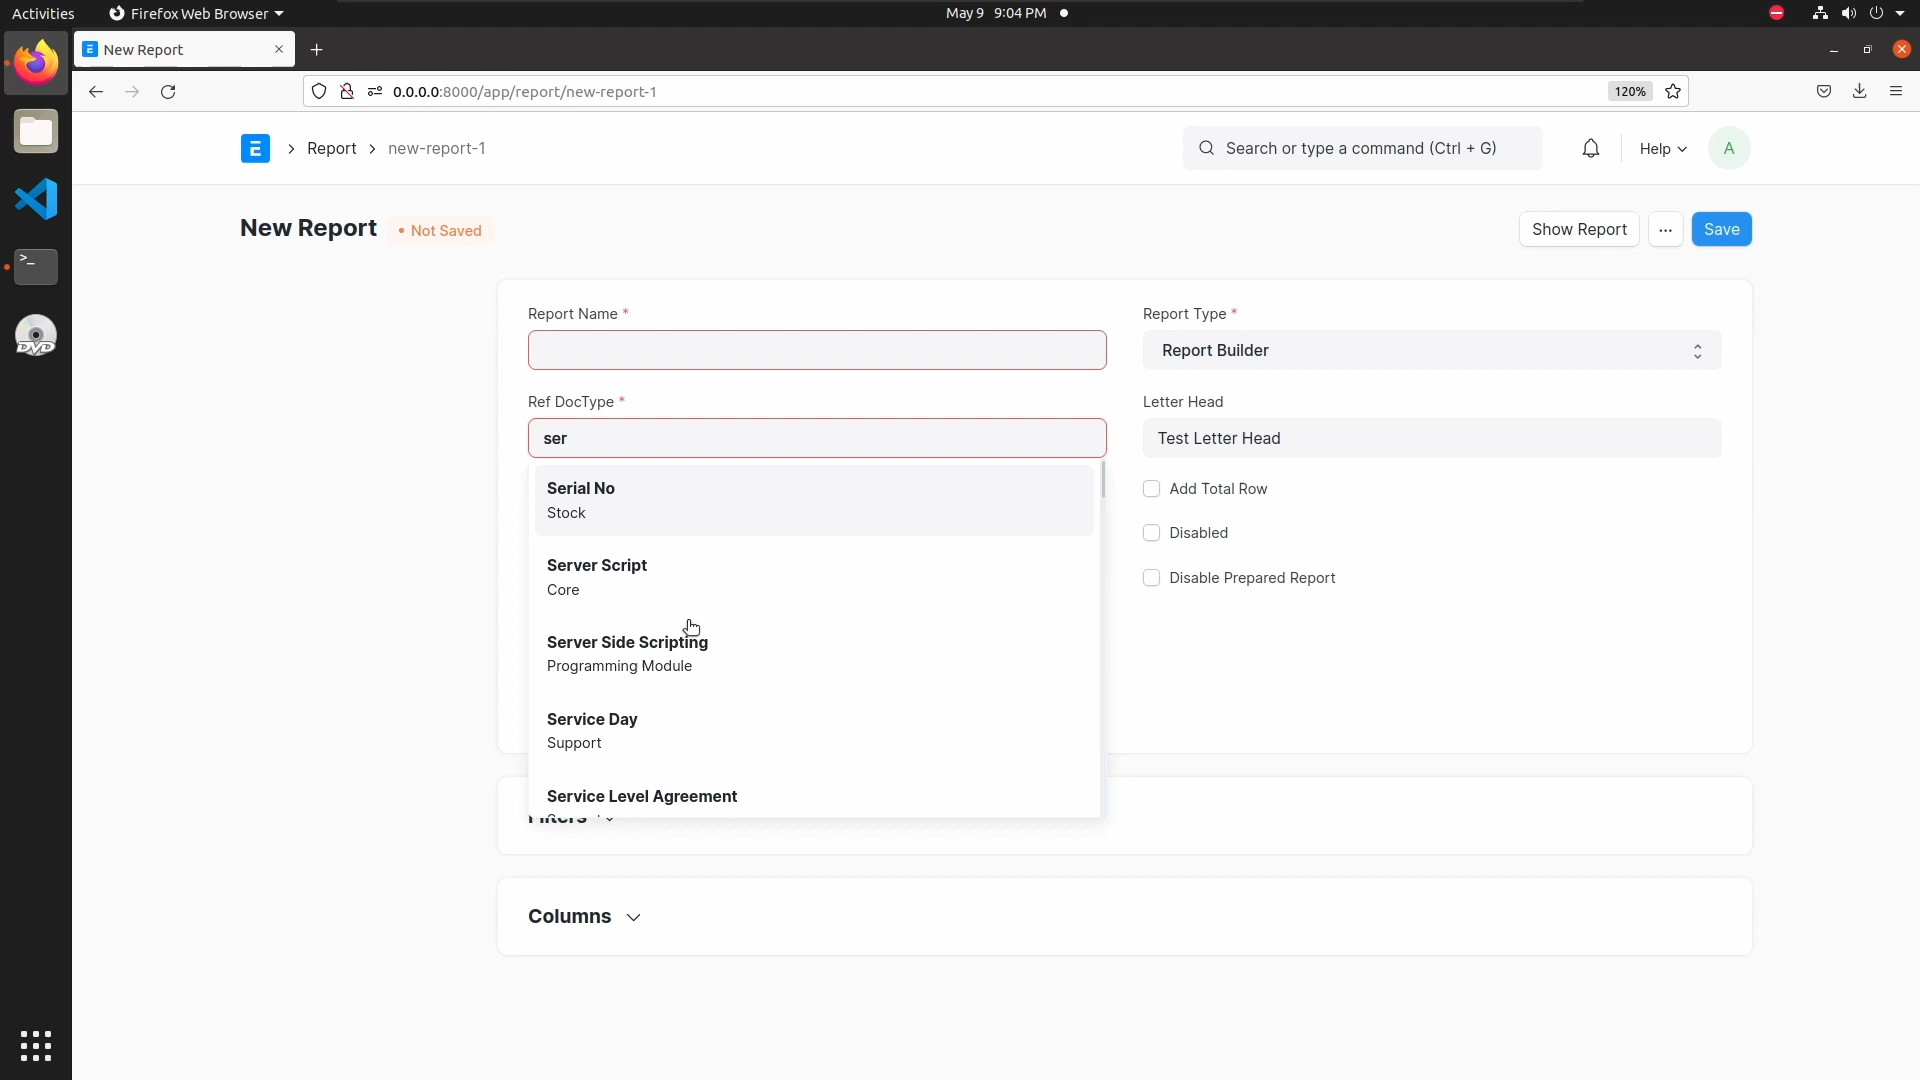 Activities
Firefox Web Browser
May 9 9:04 PM
New Report
0.0.0.0:8000/app/report/new-report-1
120%
E
Report
new-report-1
Search or type a command (Ctrl + G)
Help
A
New Report
Not Saved
Show Report
Save
Report Name *
Report Type *
Report Builder
Ref DocType *
Letter Head
ser
Test Letter Head
Serial No
Stock
Add Total Row
Server Script
Core
Disabled
Disable Prepared Report
Server Side Scripting
Programming Module
Service Day
Support
Service Level Agreement
Filters
Columns
DVD